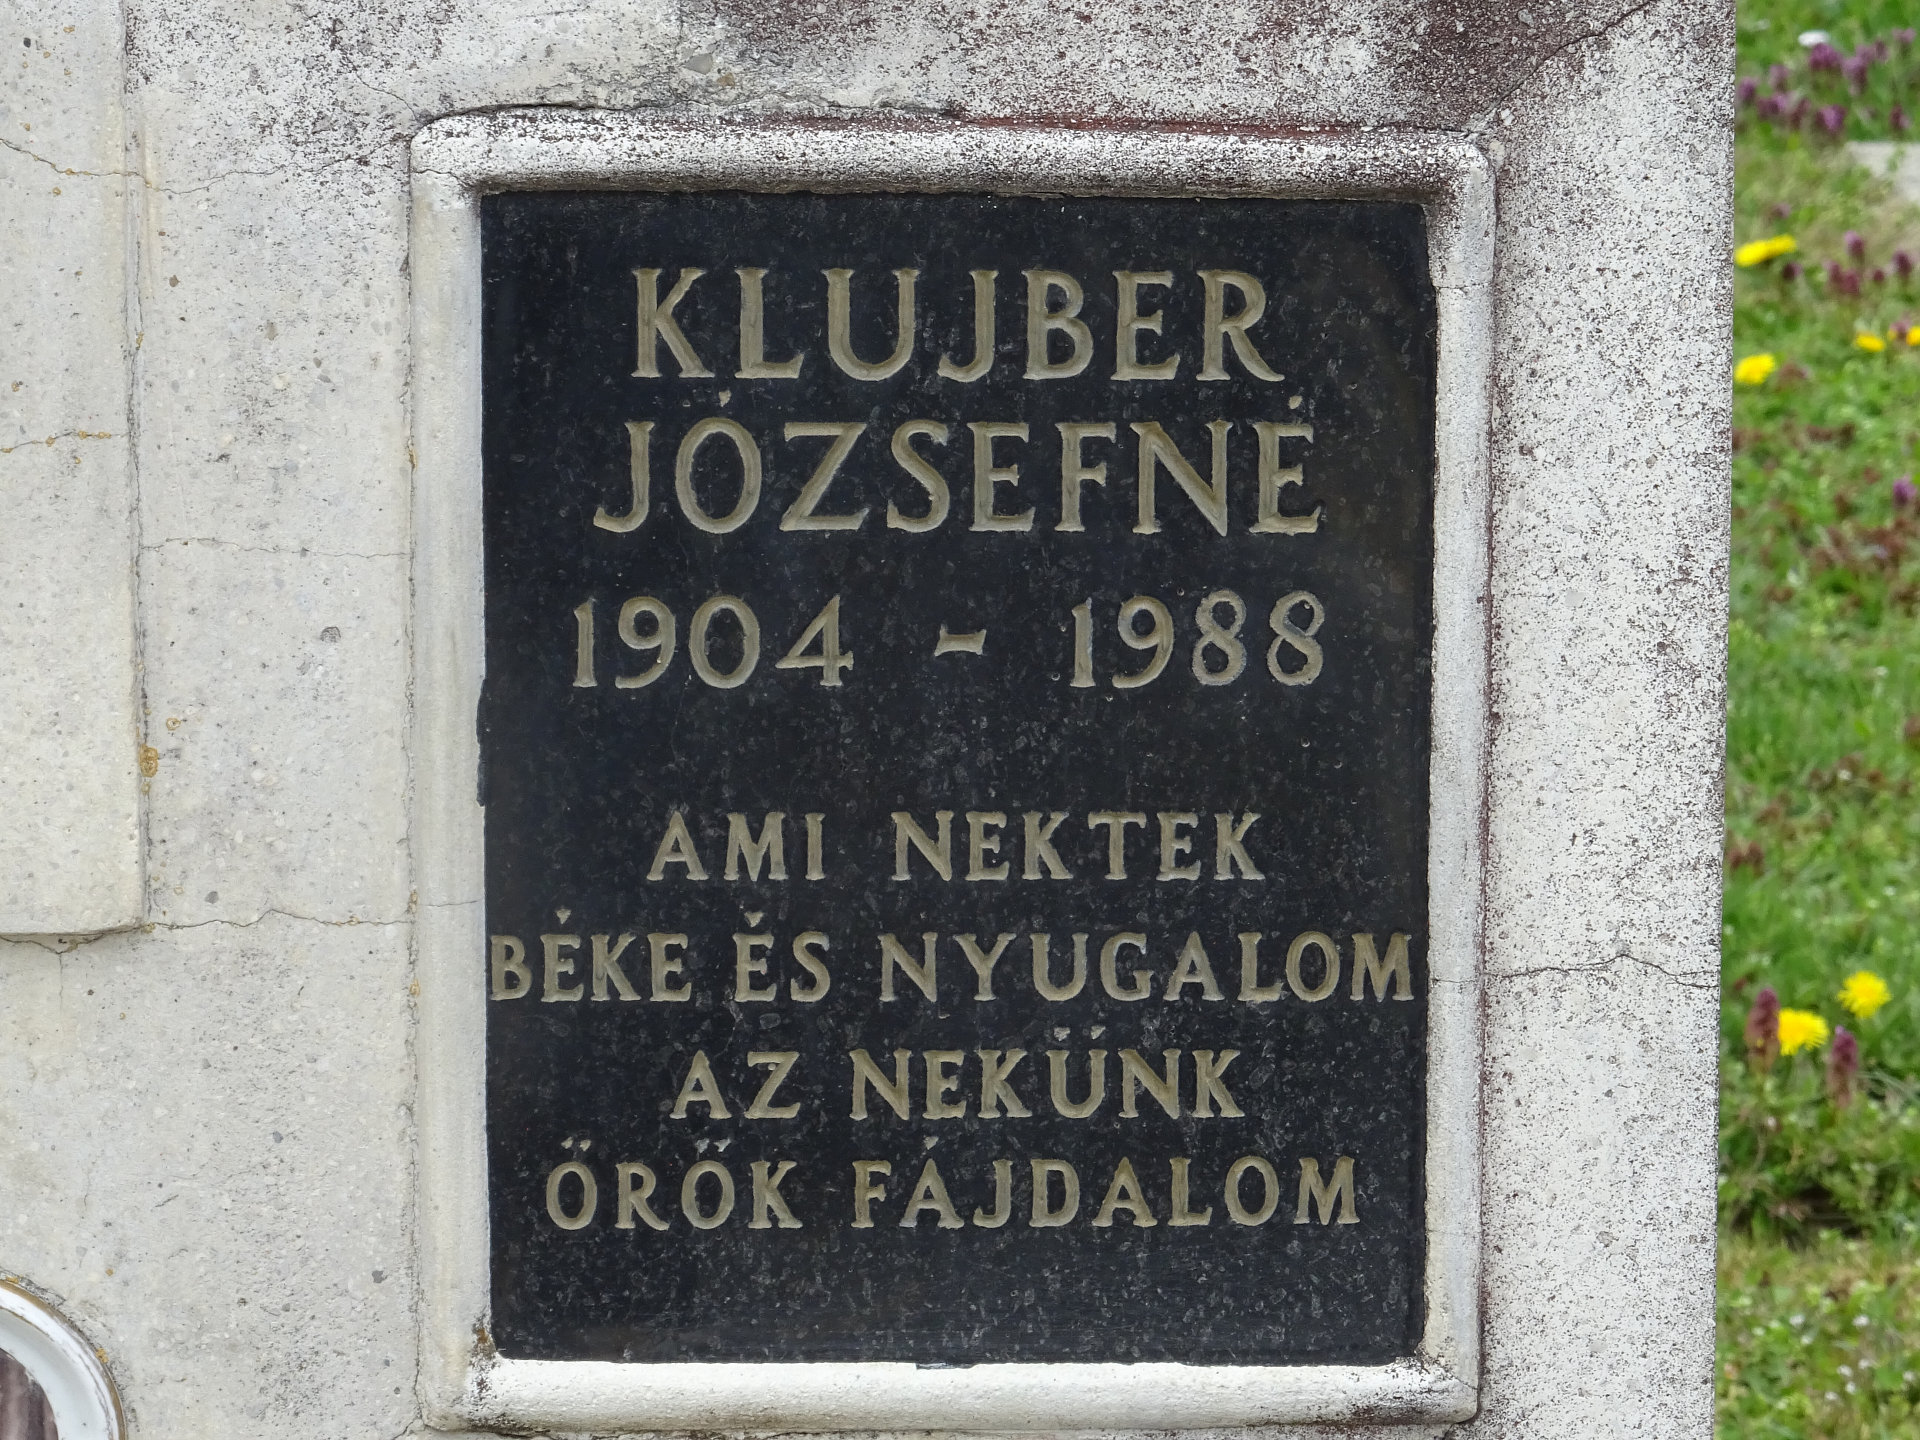 KLUJBER
JÓZSEFNÉ
1904 - 1988
AMI NEKTEK
BÉKE ÉS NYUGALOM
AZ NEKÜNK
ÖRÖK FÁJDALOM